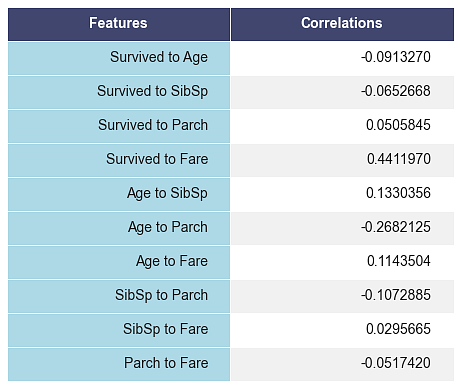 Features Correlations
Survived to Age -0.0913270
Survived to SibSp -0.0652668
Survived to Parch 0.0505845
Survived to Fare 0.4411970
Age to SibSp 0.1330356
Age to Parch -0.2682125
Age to Fare 0.1143504
SibSp to Parch -0.1072885
SibSp to Fare 0.0295665
Parch to Fare -0.0517420